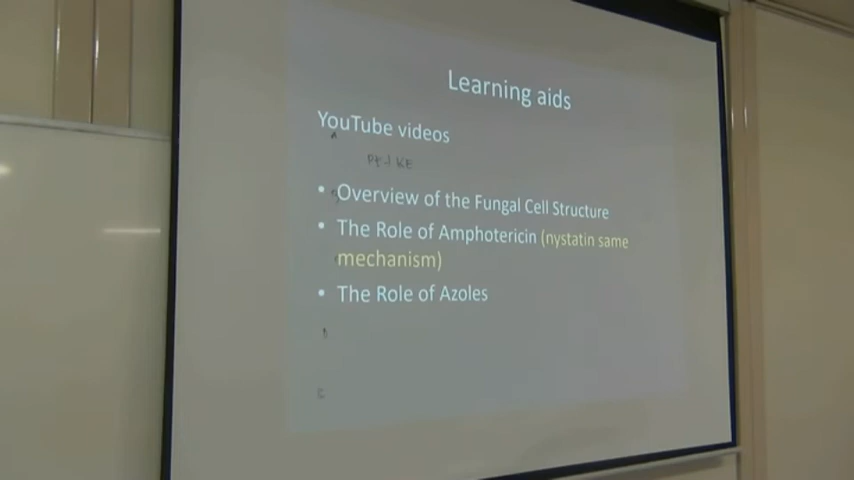 Learning aids
YouTube videos
• Overview of the Fungal Cell Structure
• The Role of Amphotericin (nystatin same
mechanism)
• The Role of Azoles